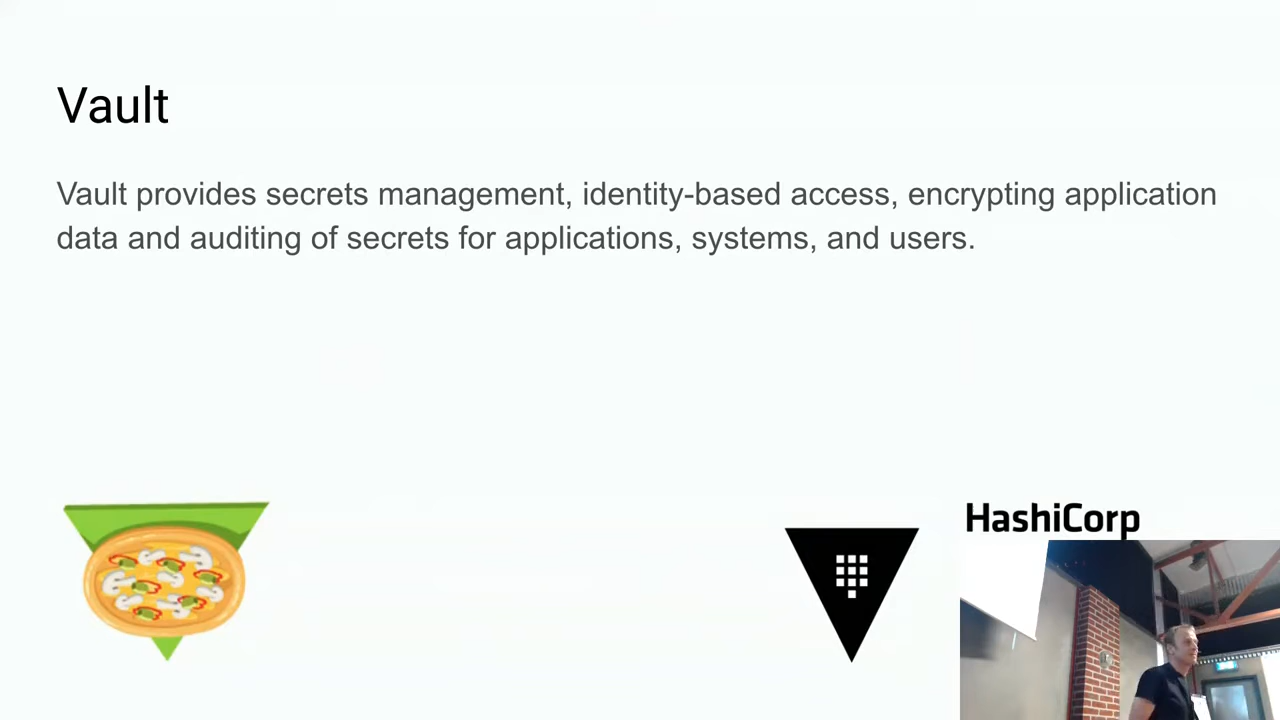 Vault
Vault provides secrets management, identity-based access, encrypting application
data and auditing of secrets for applications, systems, and users.
HashiCorp